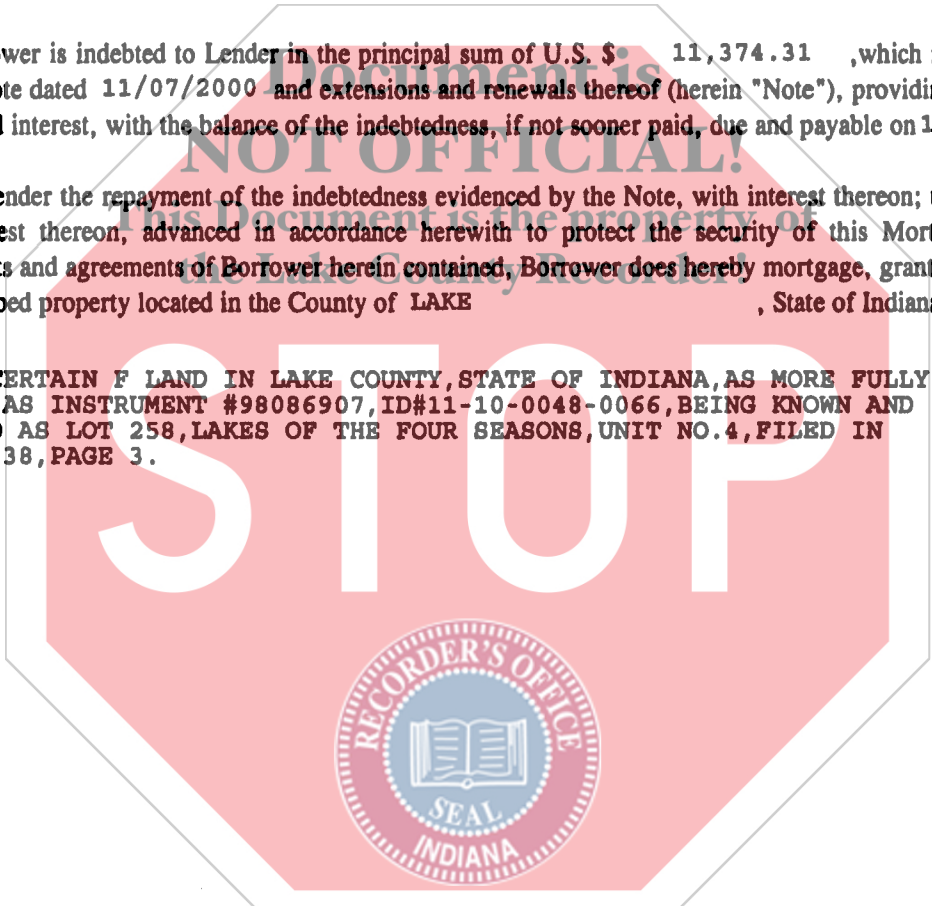 wer is indebted to Lender in the principal sum of U.S. $ 11,374.31 ,which
te dated 11/07/2000 and extensions and renewals thereof (herein "Note"), providi
interest, with the balance of the indebtedness, if not sooner paid, due and payable on 1
ender the repayment of the indebtedness evidenced by the Note, with interest thereon;
est thereon, advanced in accordance herewith to protect the security of this Mort
s and agreements of Borrower herein contained, Borrower does hereby mortgage, grant
bed property located in the County of LAKE , State of Indiana
ERTAIN F LAND IN LAKE COUNTY,STATE OF INDIANA,AS MORE FULLY
AS INSTRUMENT #98086907,ID#11-10-0048-0066,BEING KNOWN AND
AS LOT 258,LAKES OF THE FOUR SEASONS,UNIT NO.4,FILED IN
38,PAGE 3.
Document is
NOT OFFICIAL!
This Document is the property of
the Lake County Recorder!
STOP
RECORDER'S OFFICE
SEAL
INDIANA